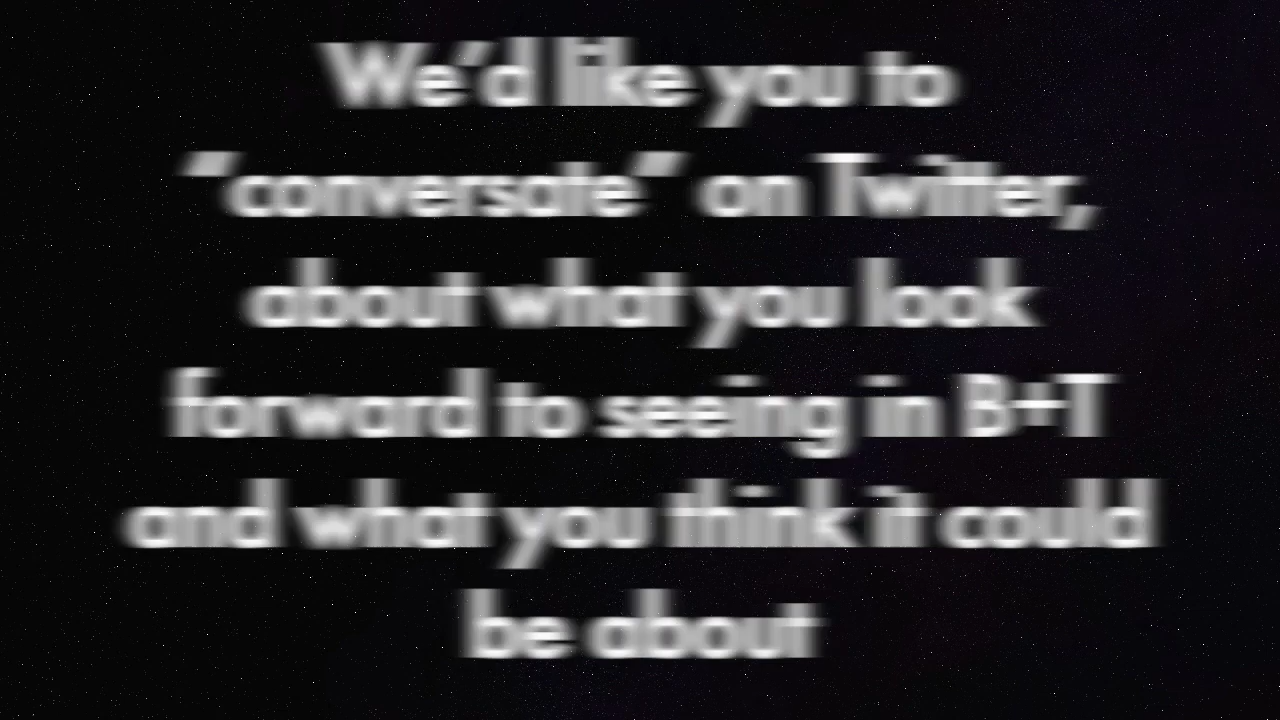 We'd like you to
"conversate" on Twitter,
about what you look
forward to seeing in B+T
and what you think it could
be about